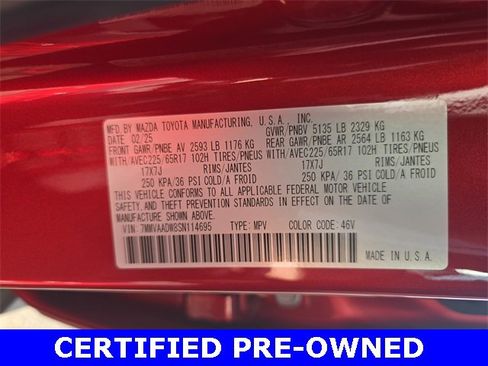 MFD. BY MAZDA TOYOTA MANUFACTURING, U.S.A., INC.
02/25 GVWR/PNBV 5135 LB 2329 KG
FRONT GAWR/PNBE AV 2593 LB 1176 KG REAR GAWR/PNBE AR 2564 LB 1163 KG
WITH/AVEC225/65R17 102H TIRES/PNEUS WITH/AVEC225/65R17 102H TIRES/PNEUS
17X7J RIMS/JANTES 17X7J RIMS/JANTES
250 KPA/36 PSI COLD/A FROID 250 KPA/36 PSI COLD/A FROID
THIS VEHICLE CONFORMS TO ALL APPLICABLE FEDERAL MOTOR VEHICLE
SAFETY AND THEFT PREVENTION STANDARDS IN EFFECT ON THE DATE OF
MANUFACTURE SHOWN ABOVE.
VIN: 7MMVAADW8SN114695 TYPE: MPV COLOR CODE: 46V
MADE IN U.S.A.
CERTIFIED PRE-OWNED